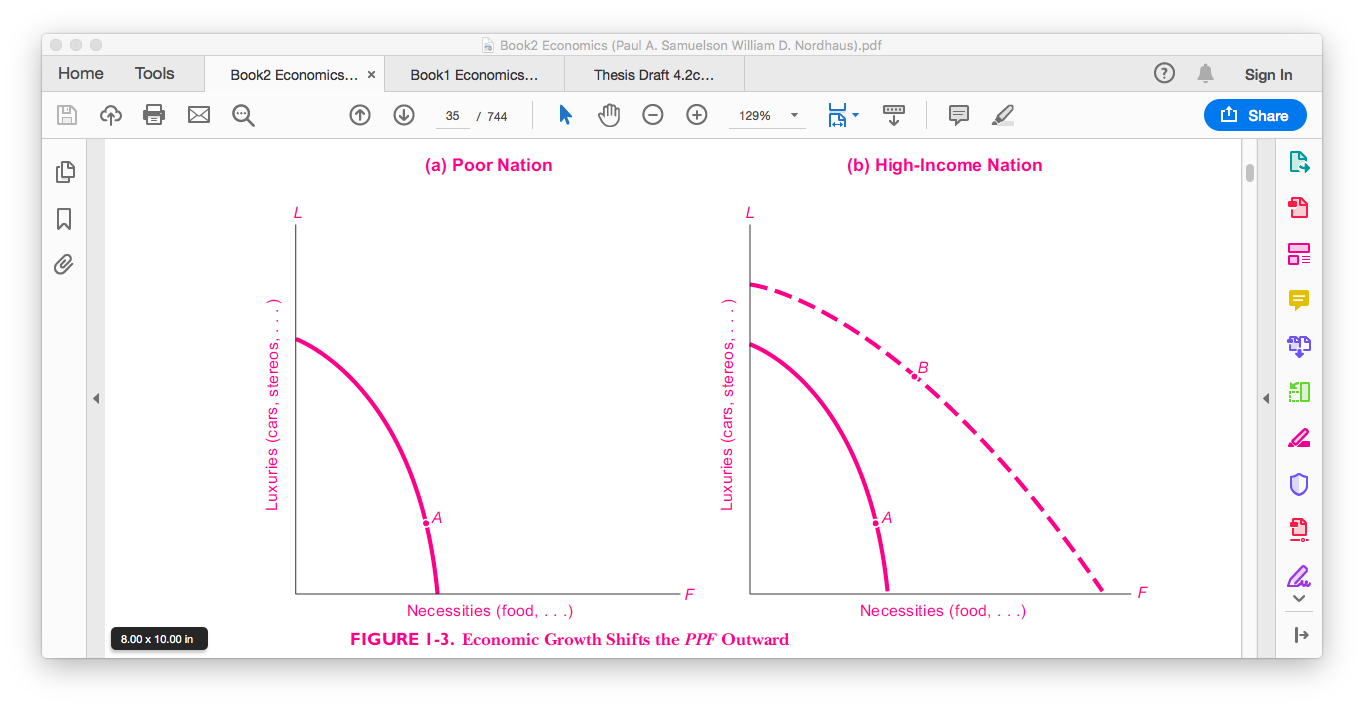 Book2 Economics (Paul A. Samuelson William D. Nordhaus).pdf
Home
Tools
Book2 Economics... ×
Book1 Economics...
Thesis Draft 4.2c...
Sign In
35 / 744
129%
Share
(a) Poor Nation
(b) High-Income Nation
L
L
Luxuries (cars, stereos, . . . )
Luxuries (cars, stereos, . . . )
B
A
A
F
F
Necessities (food, . . .)
Necessities (food, . . .)
8.00 x 10.00 in
FIGURE 1-3. Economic Growth Shifts the PPF Outward